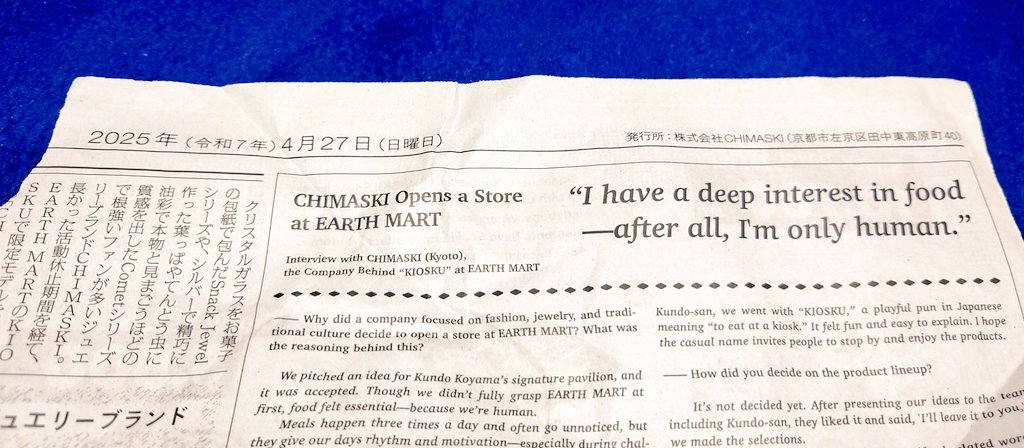 2025年（令和7年）4月27日（日曜日）
発行所：株式会社CHIMASKI（京都市左京区田中東高原町40）
クリスタルガラスをお菓子
の包紙で包んだSnack Jewel
シリーズや、シルバーで精巧に
作った葉っぱやてんとう虫に
油彩で本物と見まごうほどの
質感を出したCometシリーズ
で根強いファンが多いジュエ
リーブランドCHIMASKI。
長かった活動休止期間を経て、
EARTH MARTのKIO
SKUで限定モデルを
ュエリーブランド
CHIMASKI Opens a Store
at EARTH MART
Interview with CHIMASKI (Kyoto),
the Company Behind “KIOSKU” at EARTH MART
“I have a deep interest in food
—after all, I'm only human.”
—— Why did a company focused on fashion, jewelry, and tradi-
tional culture decide to open a store at EARTH MART? What was
the reasoning behind this?
We pitched an idea for Kundo Koyama's signature pavilion, and
it was accepted. Though we didn't fully grasp EARTH MART at
first, food felt essential—because we're human.
Meals happen three times a day and often go unnoticed, but
they give our days rhythm and motivation—especially during chal-
Kundo-san, we went with “KIOSKU,” a playful pun in Japanese
meaning “to eat at a kiosk.” It felt fun and easy to explain. I hope
the casual name invites people to stop by and enjoy the products.
—— How did you decide on the product lineup?
It's not decided yet. After presenting our ideas to the team
including Kundo-san, they liked it and said, 'I'll leave it to you,
we made the selections.